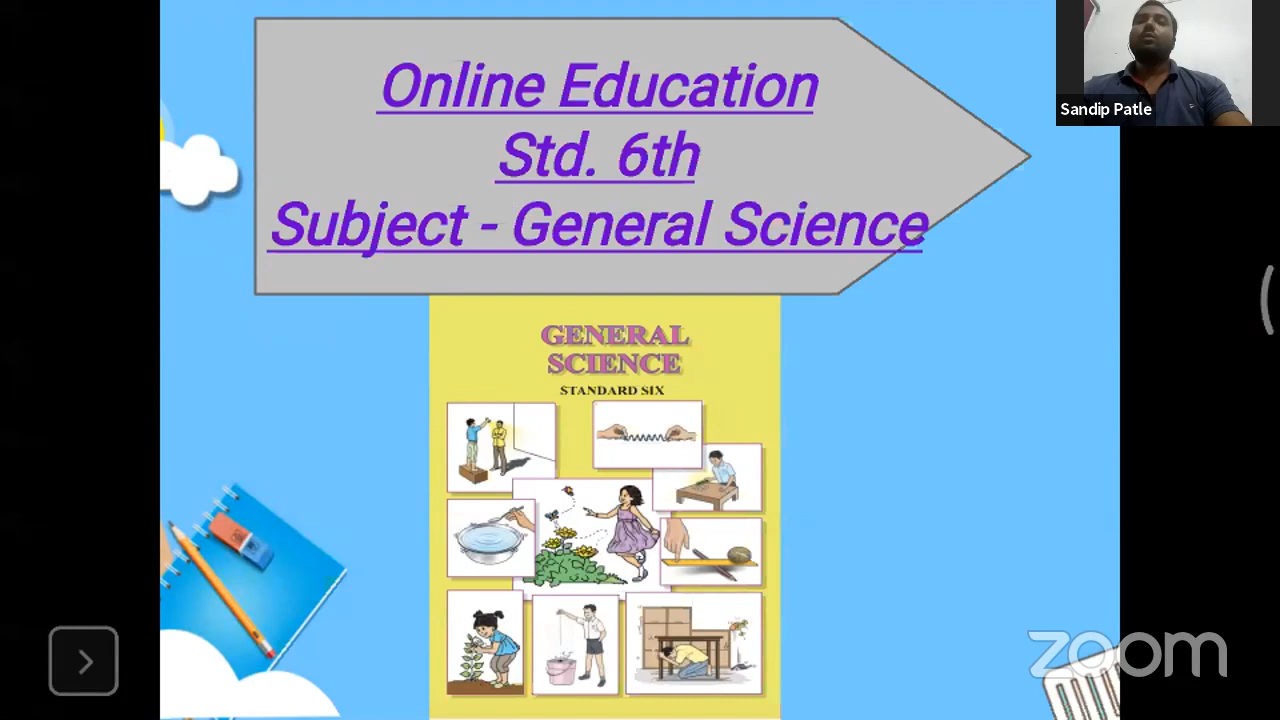 Online Education
Std. 6th
Subject - General Science
Sandip Patle
GENERAL
SCIENCE
STANDARD SIX
zoom